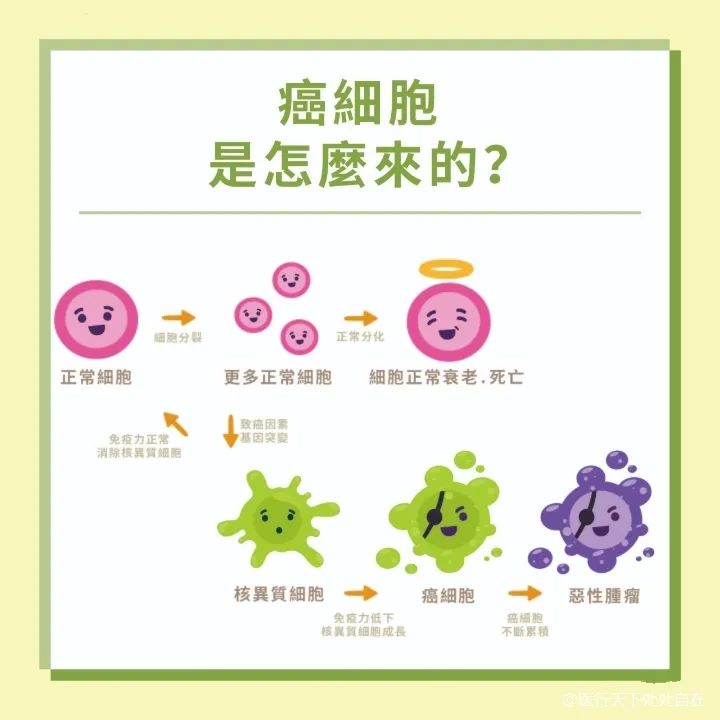 癌細胞
是怎麼來的？
細胞分裂
正常分化
正常細胞
更多正常細胞
細胞正常衰老.死亡
免疫力正常
消除核異質細胞
致癌因素
基因突變
核異質細胞
癌細胞
惡性腫瘤
免疫力低下
核異質細胞成長
癌細胞
不斷累積
@医行天下处处自在